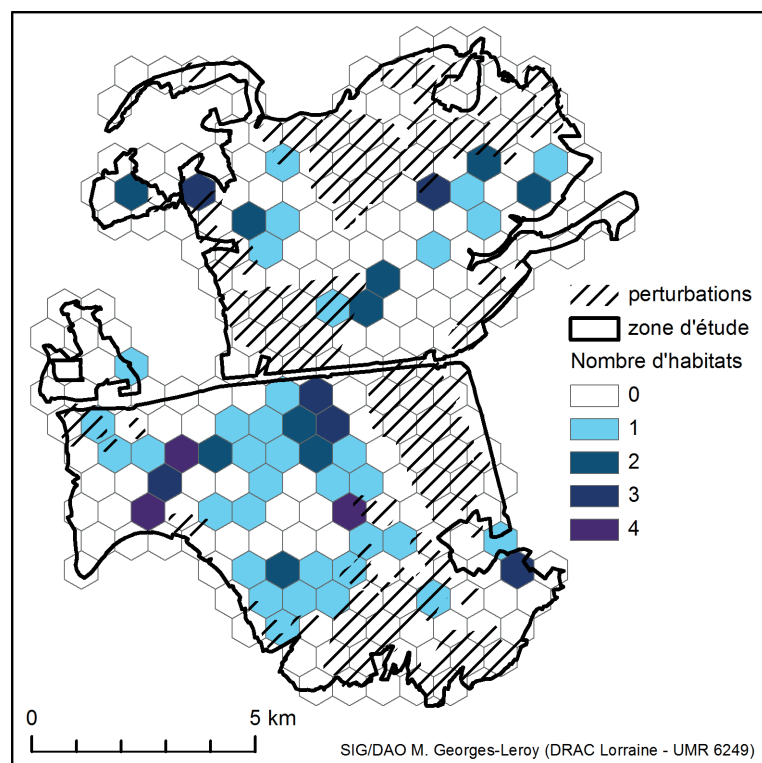 perturbations
zone d'étude
Nombre d'habitats
0
1
2
3
4
0 5 km
SIG/DAO M. Georges-Leroy (DRAC Lorraine - UMR 6249)